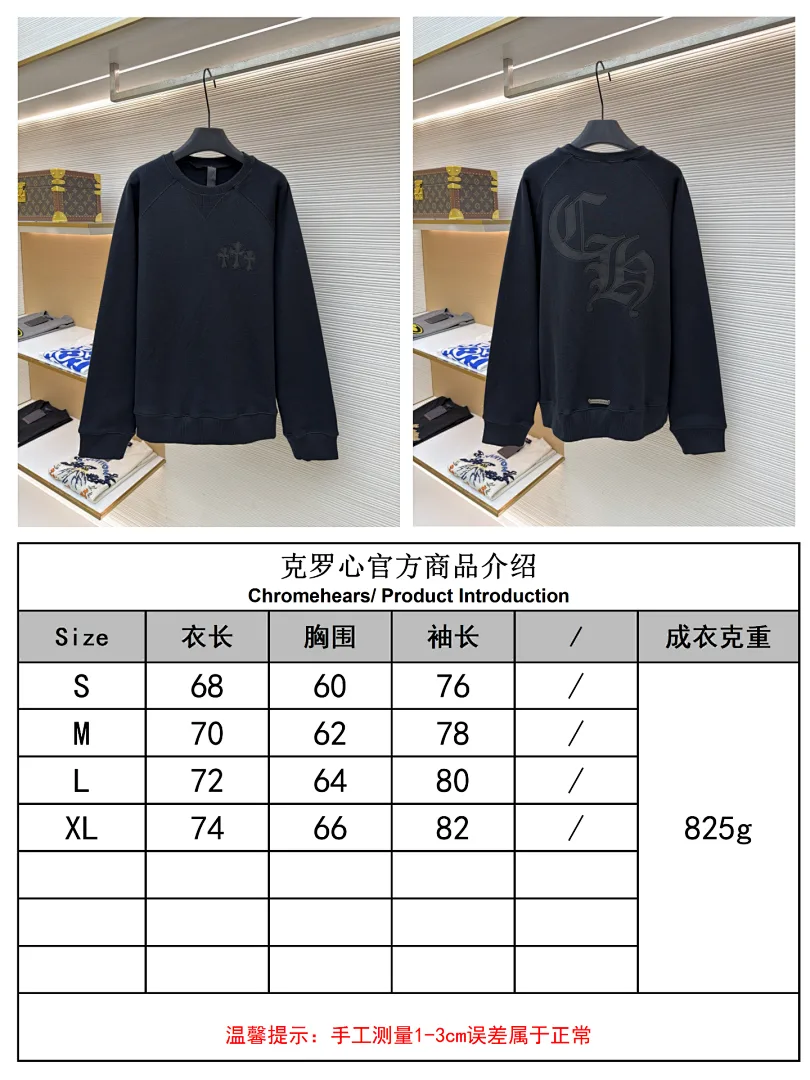 CH
克罗心官方商品介绍
Chromehears/ Product Introduction
Size 衣长 胸围 袖长 / 成衣克重
S 68 60 76 /
M 70 62 78 /
L 72 64 80 /
XL 74 66 82 /
825g
温馨提示: 手工测量1-3cm误差属于正常